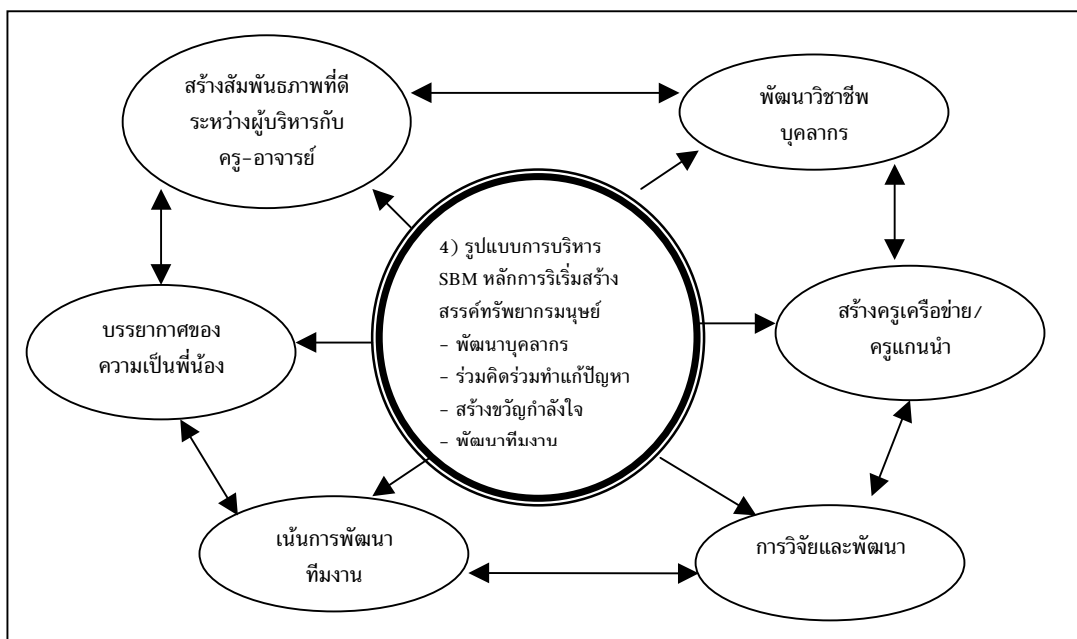 สร้างสัมพันธภาพที่ดี
ระหว่างผู้บริหารกับ
ครู-อาจารย์
พัฒนาวิชาชีพ
บุคลากร
4) รูปแบบการบริหาร
SBM หลักการริเริ่มสร้าง
สรรค์ทรัพยากรมนุษย์
- พัฒนาบุคลากร
- ร่วมคิดร่วมทำแก้ปัญหา
- สร้างขวัญกำลังใจ
- พัฒนาทีมงาน
บรรยากาศของ
ความเป็นพี่น้อง
สร้างครูเครือข่าย/
ครูแกนนำ
เน้นการพัฒนา
ทีมงาน
การวิจัยและพัฒนา